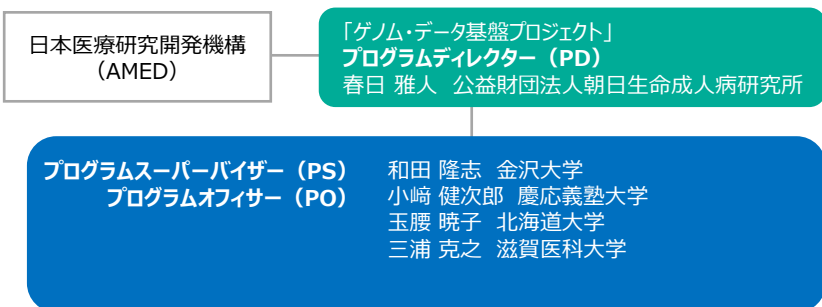 日本医療研究開発機構
（AMED）
「ゲノム・データ基盤プロジェクト」
プログラムディレクター（PD）
春日 雅人 公益財団法人朝日生命成人病研究所
プログラムスーパーバイザー（PS） 和田 隆志 金沢大学
プログラムオフィサー（PO） 小﨑 健次郎 慶応義塾大学
玉腰 暁子 北海道大学
三浦 克之 滋賀医科大学